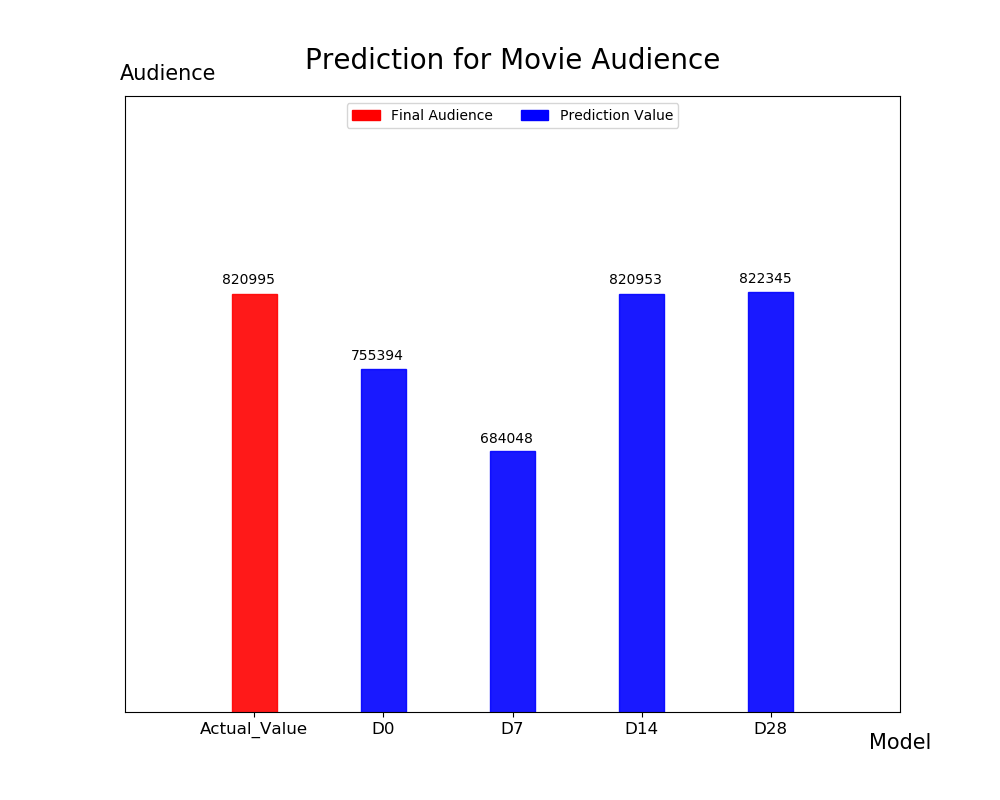 Prediction for Movie Audience
Audience
Final Audience Prediction Value
820995
755394
684048
820953
822345
Actual_Value D0 D7 D14 D28
Model